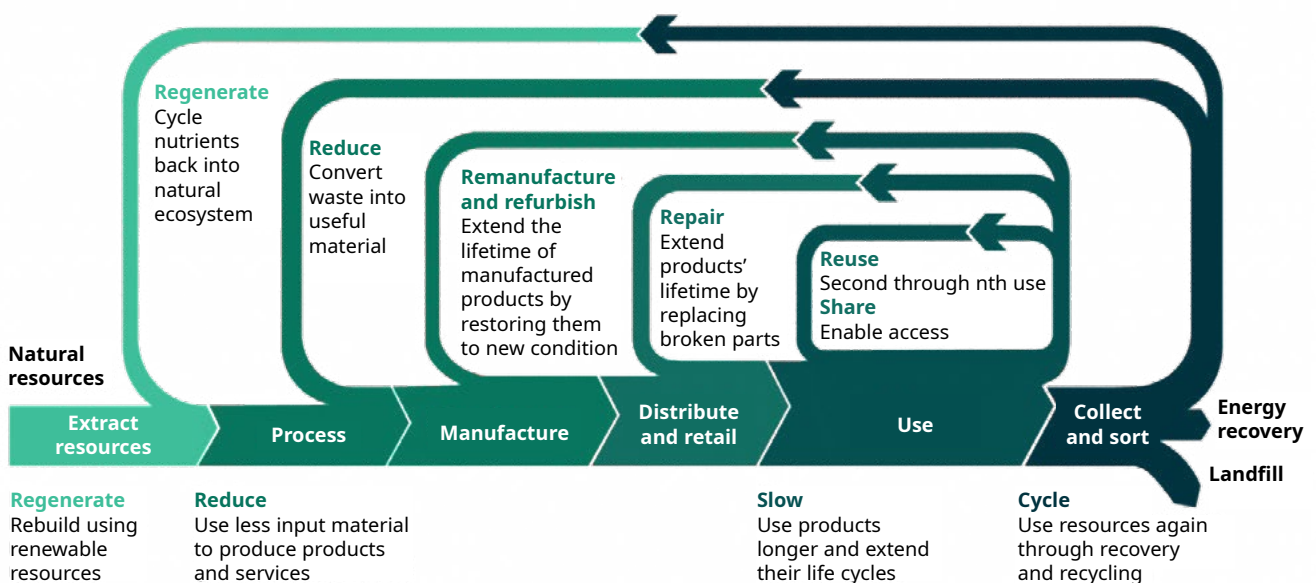 Regenerate
Cycle
nutrients
back into
natural
ecosystem
Reduce
Convert
waste into
useful
material
Remanufacture
and refurbish
Extend the
lifetime of
manufactured
products by
restoring them
to new condition
Repair
Extend
products’
lifetime by
replacing
broken parts
Reuse
Second through nth use
Share
Enable access
Natural
resources
Extract
resources
Process
Manufacture
Distribute
and retail
Use
Collect
and sort
Energy
recovery
Landfill
Regenerate
Rebuild using
renewable
resources
Reduce
Use less input material
to produce products
and services
Slow
Use products
longer and extend
their life cycles
Cycle
Use resources again
through recovery
and recycling